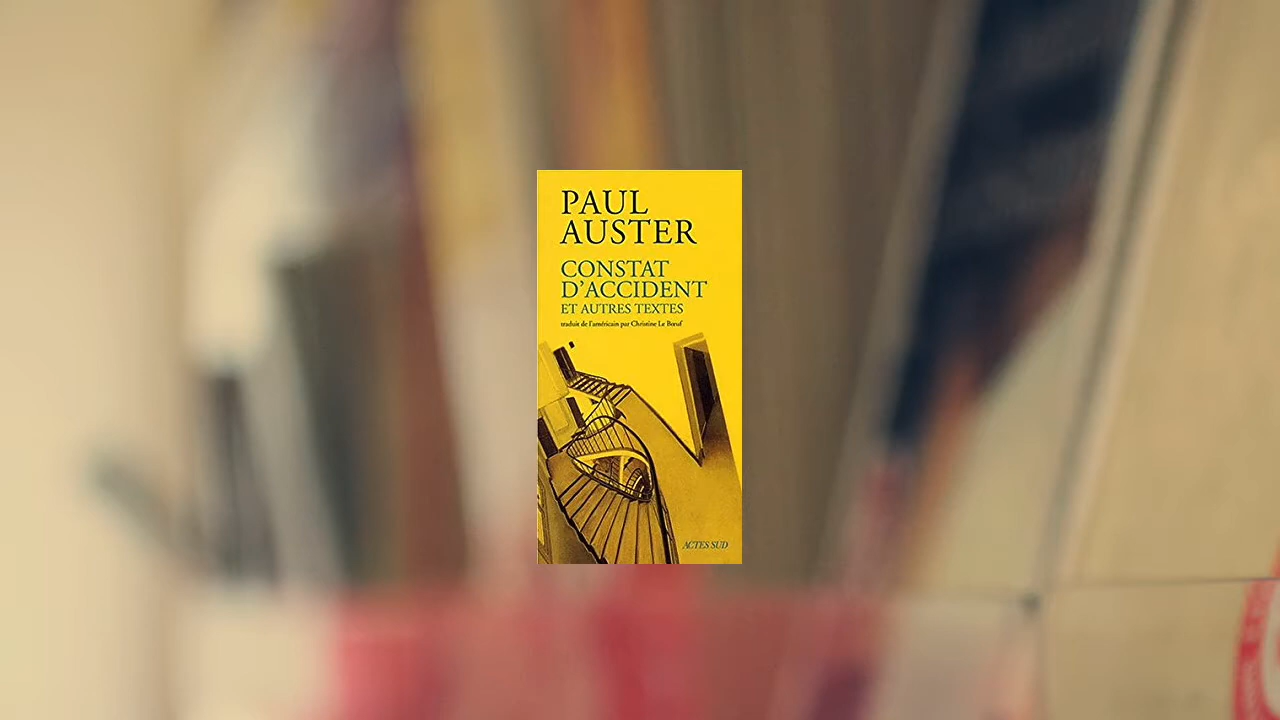 PAUL
AUSTER
CONSTAT
D'ACCIDENT
ET AUTRES TEXTES
traduit de l'américain par Christine Le Bœuf
ACTES SUD